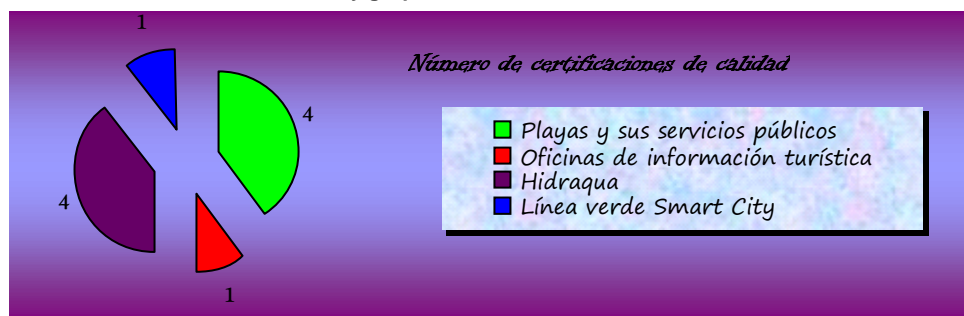 1
Número de certificaciones de calidad
4
4
1
Playas y sus servicios públicos
Oficinas de información turística
Hidraqua
Línea verde Smart City